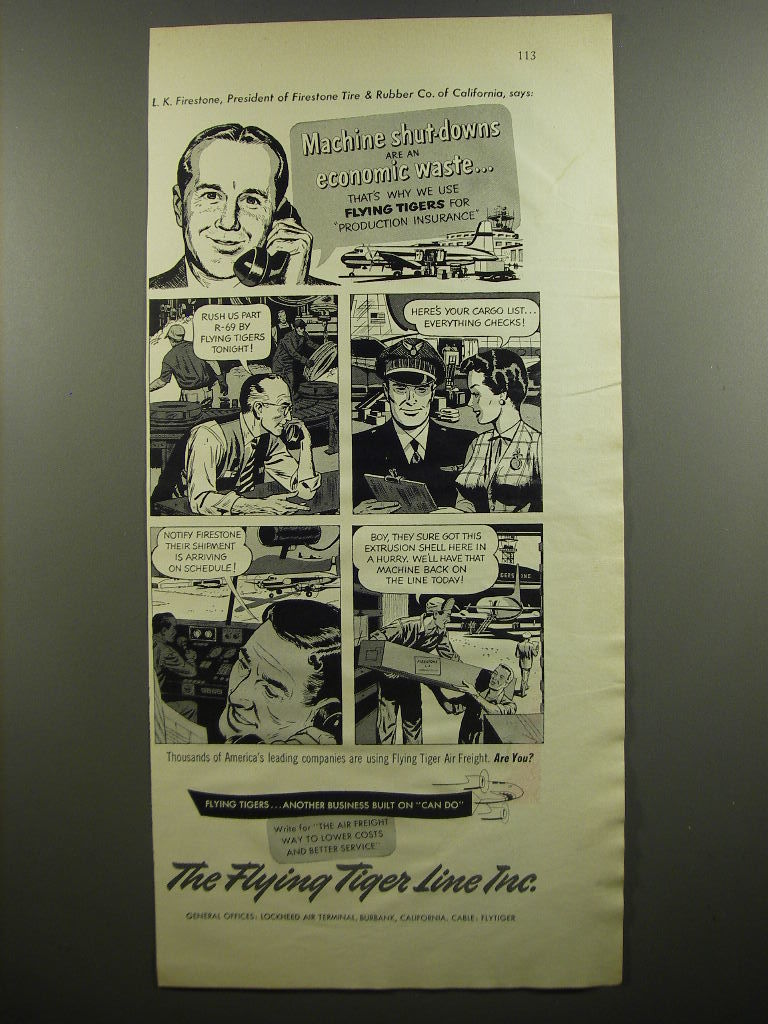 113
L. K. Firestone, President of Firestone Tire & Rubber Co. of California, says:
Machine shut-downs
ARE AN
economic waste...
THAT'S WHY WE USE
FLYING TIGERS FOR
"PRODUCTION INSURANCE"
RUSH US PART
R-69 BY
FLYING TIGERS
TONIGHT!
HERE'S YOUR CARGO LIST...
EVERYTHING CHECKS!
NOTIFY FIRESTONE
THEIR SHIPMENT
IS ARRIVING
ON SCHEDULE!
BOY, THEY SURE GOT THIS
EXTRUSION SHELL HERE IN
A HURRY. WE'LL HAVE THAT
MACHINE BACK ON
THE LINE TODAY!
FIRESTONE
Thousands of America's leading companies are using Flying Tiger Air Freight. Are You?
FLYING TIGERS...ANOTHER BUSINESS BUILT ON "CAN DO"
Write for "THE AIR FREIGHT
WAY TO LOWER COSTS
AND BETTER SERVICE"
The Flying Tiger Line Inc.
GENERAL OFFICES: LOCKHEED AIR TERMINAL, BURBANK, CALIFORNIA. CABLE: FLYTIGER